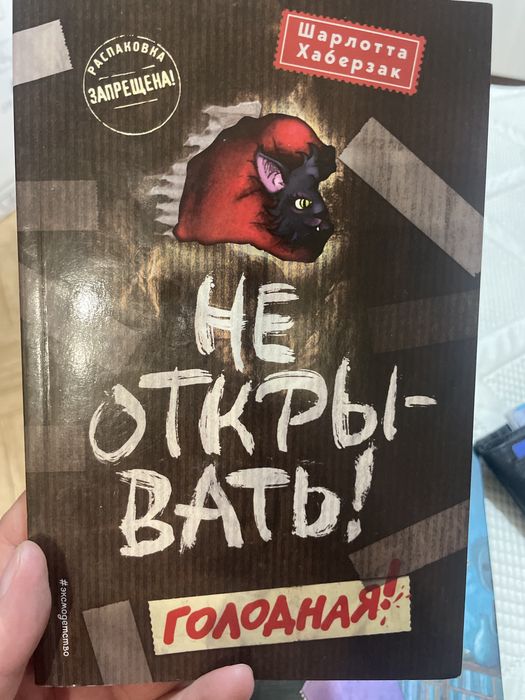 РАСПАКОВКА
ЗАПРЕЩЕНА!
Шарлотта
Хаберзак
НЕ
ОТКРЫ-
ВАТЬ!
ГОЛОДНАЯ!
#эксмодетство